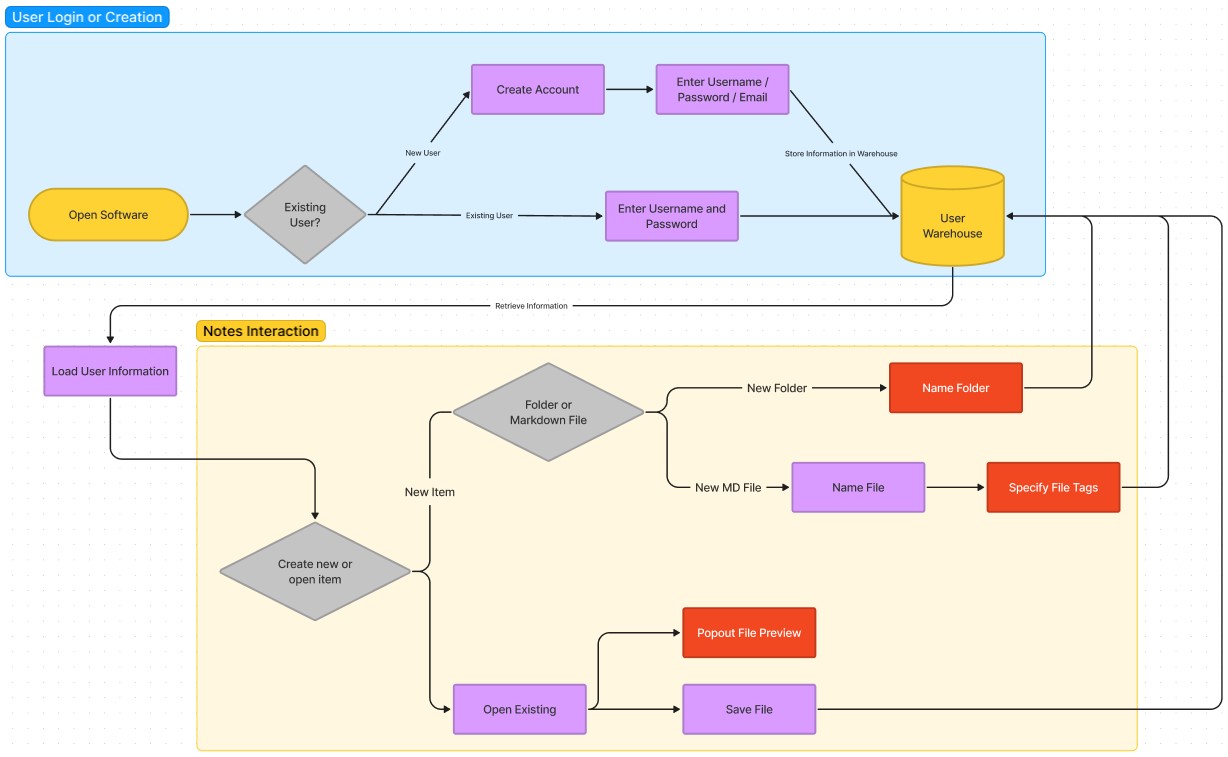 User Login or Creation
Create Account
Enter Username /
Password / Email
New User
Store Information in Warehouse
Open Software
Existing
User?
Existing User
Enter Username and
Password
User
Warehouse
Retrieve Information
Notes Interaction
Load User Information
Folder or
Markdown File
New Folder
Name Folder
New Item
New MD File
Name File
Specify File Tags
Create new or
open item
Popout File Preview
Open Existing
Save File